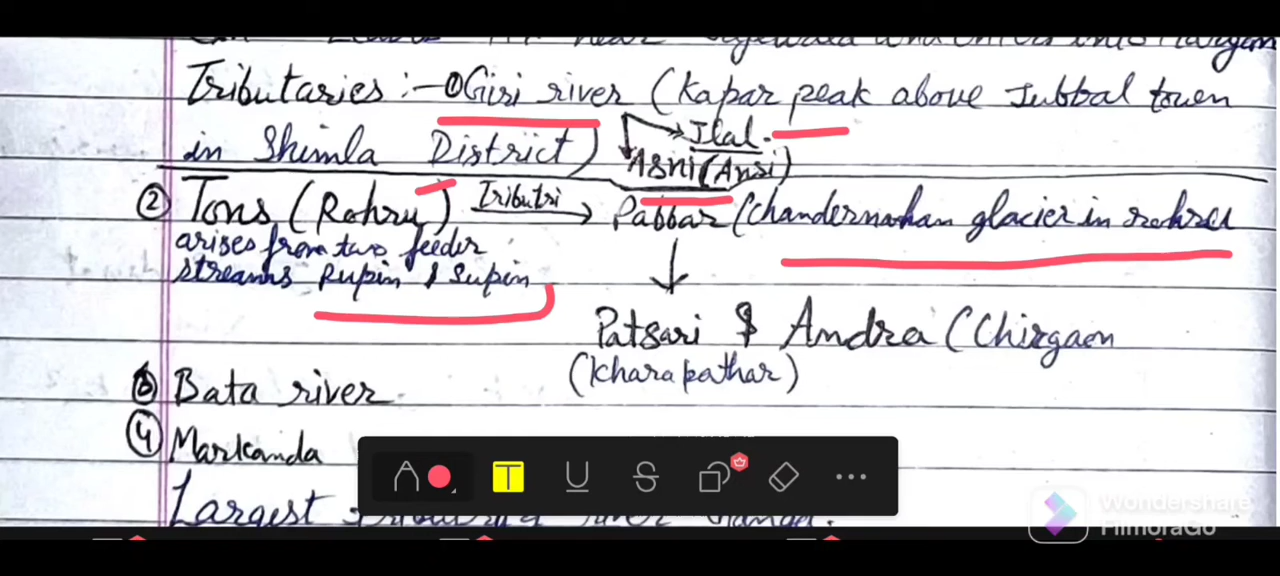 Tributaries :- ① Giri river (Kapar peak above Jubbal town
in Shimla District)
Jlal.
Asni (Ansi)
② Tons (Rohru) Tributri → Pabbar (Chandernahan glacier in rohru
arises from two feeder
streams Rupin & Supin
Patsari & Andra (Chirgaon
(Kharapathar)
Bata river
④ Markanda
T
U
S
Largest
Wondershare
FilmoraGo